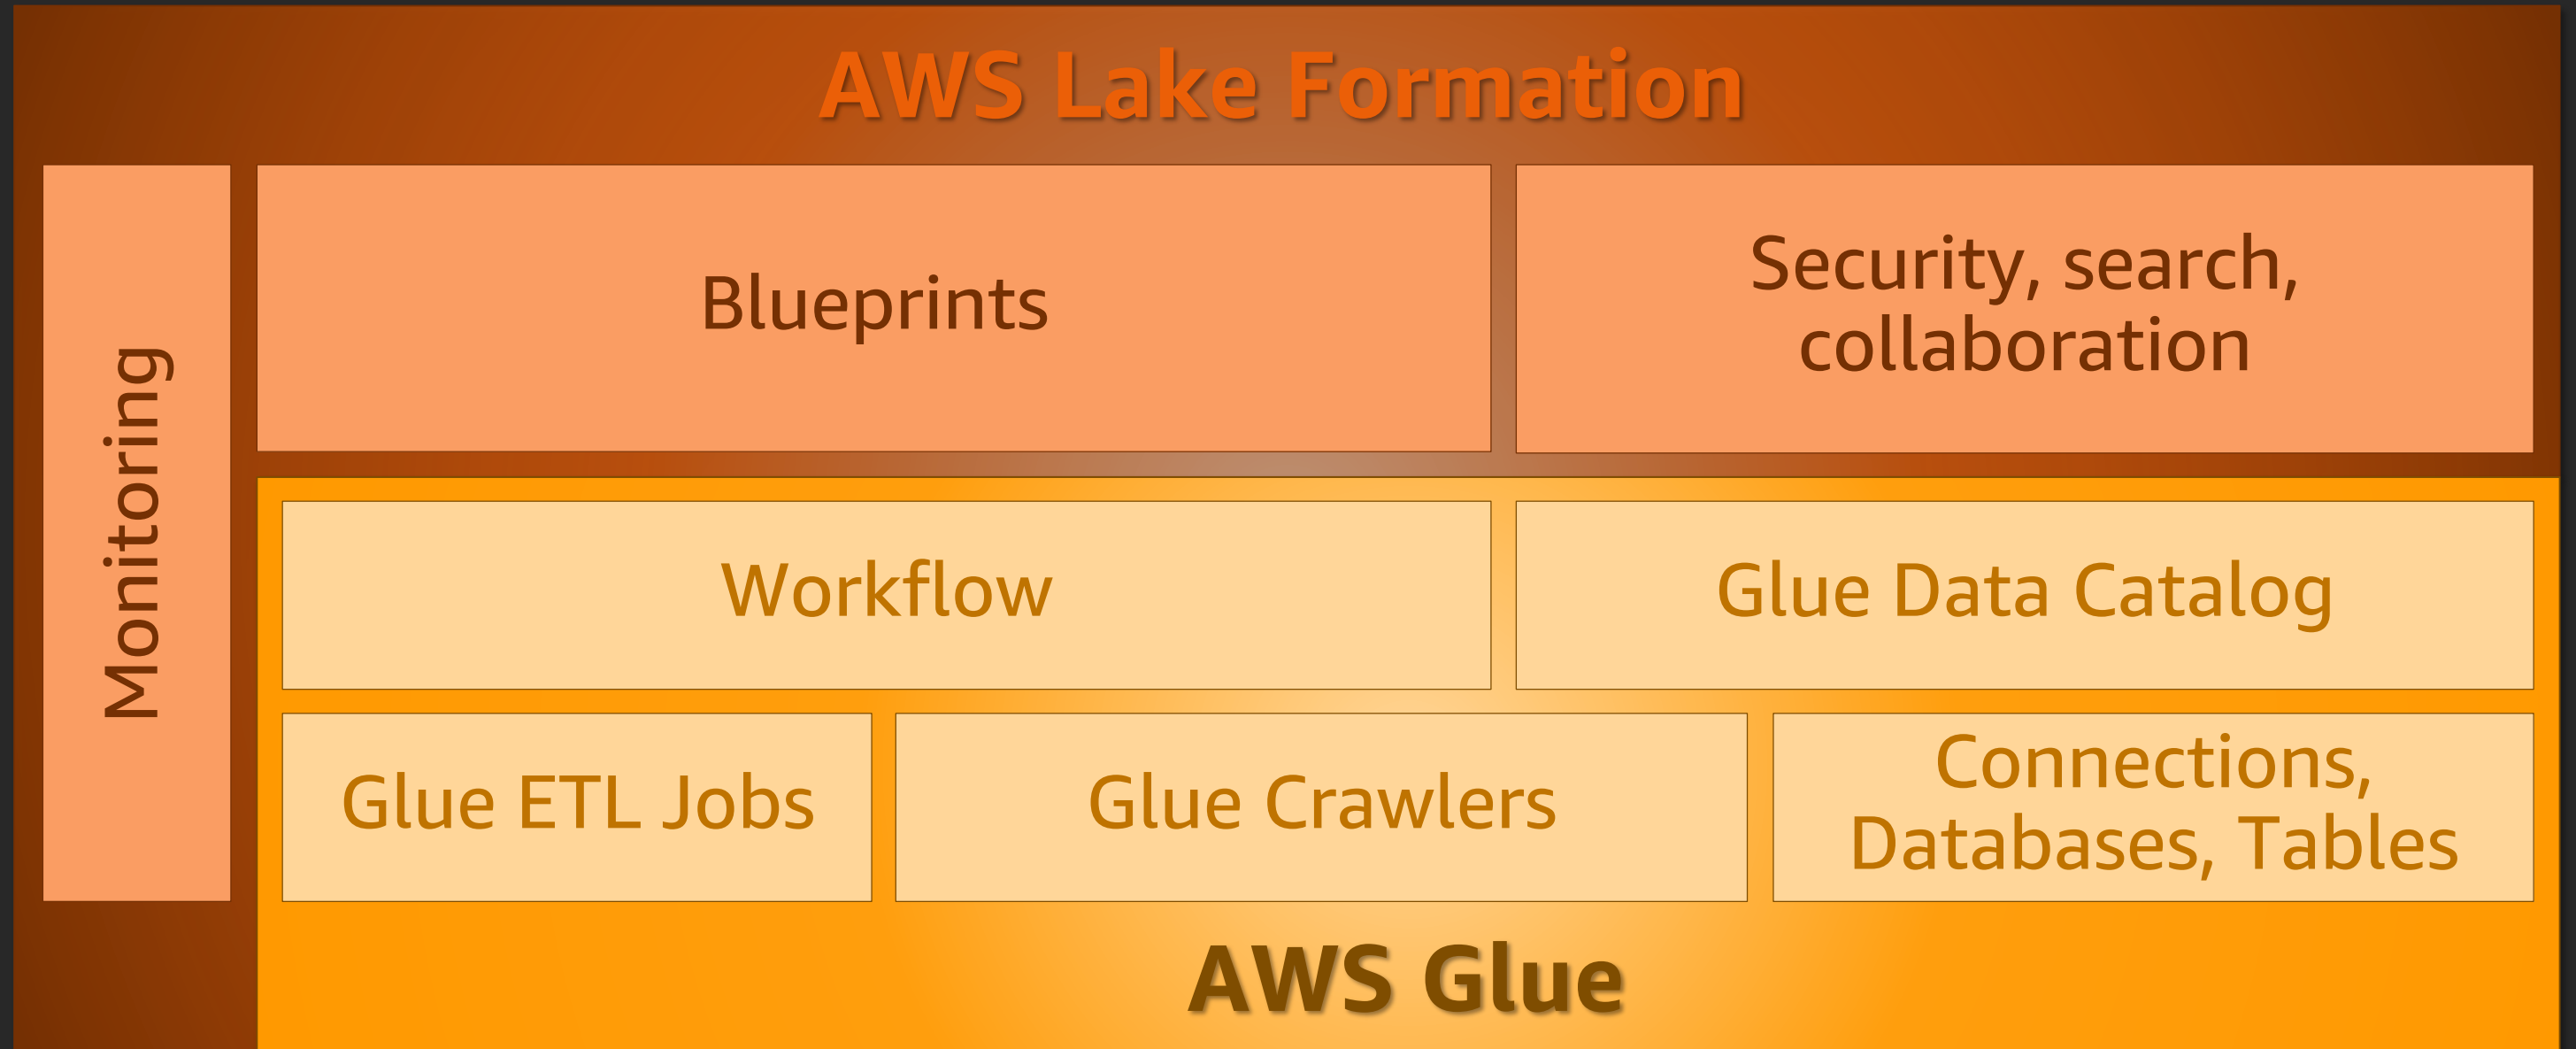 AWS Lake Formation
Monitoring
Blueprints
Security, search,
collaboration
Workflow
Glue Data Catalog
Glue ETL Jobs
Glue Crawlers
Connections,
Databases, Tables
AWS Glue